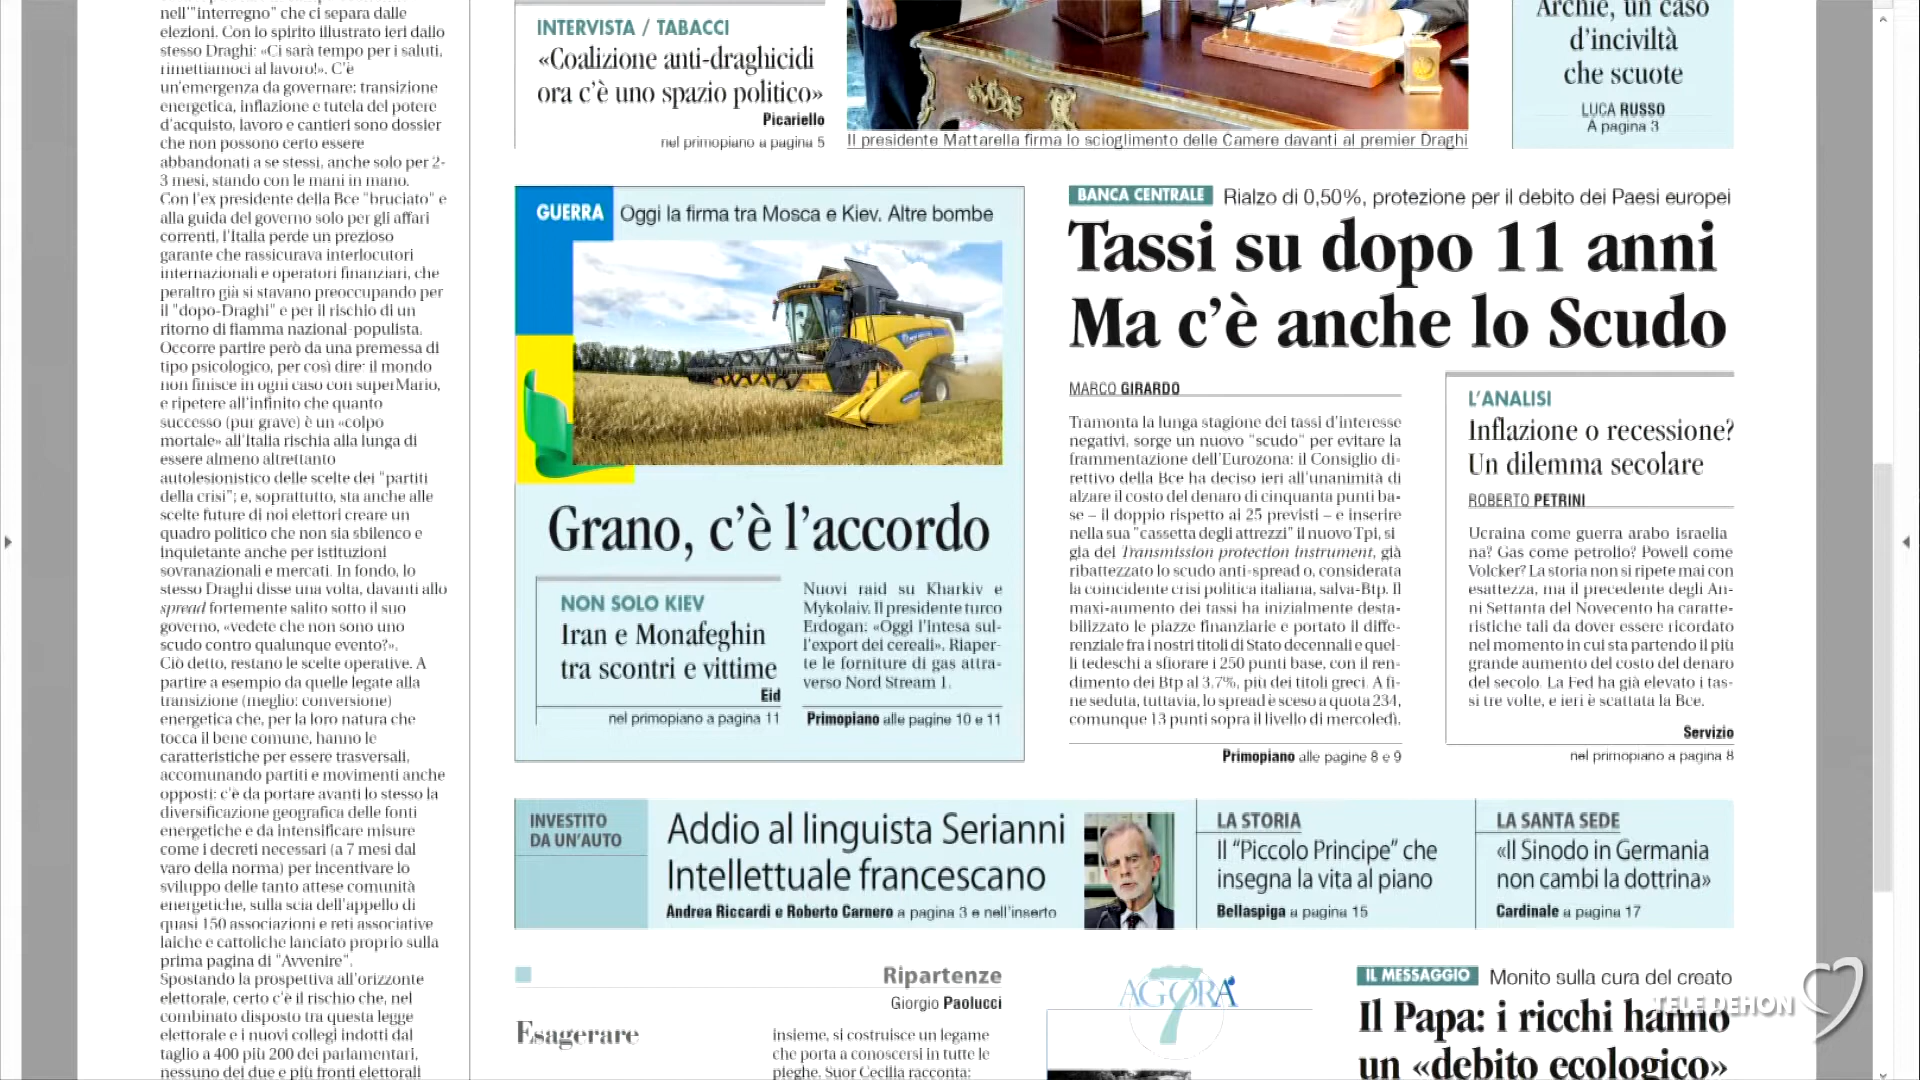 nell'"interregno" che ci separa dalle
elezioni. Con lo spirito illustrato ieri dallo
stesso Draghi: «Ci sarà tempo per i saluti,
rimettiamoci al lavoro!». C'è
un'emergenza da governare: transizione
energetica, inflazione e tutela del potere
d'acquisto, lavoro e cantieri sono dossier
che non possono certo essere
abbandonati a se stessi, anche solo per 2-
3 mesi, stando con le mani in mano.
Con l'ex presidente della Bce "bruciato" e
alla guida del governo solo per gli affari
correnti, l'Italia perde un prezioso
garante che rassicurava interlocutori
internazionali e operatori finanziari, che
peraltro già si stavano preoccupando per
il "dopo-Draghi" e per il rischio di un
ritorno di fiamma nazional-populista.
Occorre partire però da una premessa di
tipo psicologico, per così dire: il mondo
non finisce in ogni caso con superMario,
e ripetere all'infinito che quanto
successo (pur grave) è un «colpo
mortale» all'Italia rischia alla lunga di
essere almeno altrettanto
autolesionistico delle scelte dei "partiti
della crisi"; e, soprattutto, sta anche alle
scelte future di noi elettori creare un
quadro politico che non sia sbilenco e
inquietante anche per istituzioni
sovranazionali e mercati. In fondo, lo
stesso Draghi disse una volta, davanti allo
spread fortemente salito sotto il suo
governo, «vedete che non sono uno
scudo contro qualunque evento?».
Ciò detto, restano le scelte operative. A
partire a esempio da quelle legate alla
transizione (meglio: conversione)
energetica che, per la loro natura che
tocca il bene comune, hanno le
caratteristiche per essere trasversali,
accomunando partiti e movimenti anche
opposti: c'è da portare avanti lo stesso la
diversificazione geografica delle fonti
energetiche e da intensificare misure
come i decreti necessari (a 7 mesi dal
varo della norma) per incentivare lo
sviluppo delle tanto attese comunità
energetiche, sulla scia dell'appello di
quasi 150 associazioni e reti associative
laiche e cattoliche lanciato proprio sulla
prima pagina di "Avvenire".
Spostando la prospettiva all'orizzonte
elettorale, certo c'è il rischio che, nel
combinato disposto tra questa legge
elettorale e i nuovi collegi indotti dal
taglio a 400 più 200 dei parlamentari,
nessuno dei due e più fronti elettorali
INTERVISTA / TABACCI
«Coalizione anti-draghicidi
ora c'è uno spazio politico»
Picariello
nel primopiano a pagina 5
Il presidente Mattarella firma lo scioglimento delle Camere davanti al premier Draghi
Archie, un caso
d'inciviltà
che scuote
LUCA RUSSO
A pagina 3
GUERRA Oggi la firma tra Mosca e Kiev. Altre bombe
Grano, c'è l'accordo
NON SOLO KIEV
Iran e Monafeghin
tra scontri e vittime
Eid
nel primopiano a pagina 11
Nuovi raid su Kharkiv e
Mykolaiv. Il presidente turco
Erdogan: «Oggi l'intesa sul-
l'export dei cereali». Riaper-
te le forniture di gas attra-
verso Nord Stream 1.
Primopiano alle pagine 10 e 11
BANCA CENTRALE Rialzo di 0,50%, protezione per il debito dei Paesi europei
Tassi su dopo 11 anni
Ma c'è anche lo Scudo
MARCO GIRARDO
Tramonta la lunga stagione dei tassi d'interesse
negativi, sorge un nuovo "scudo" per evitare la
frammentazione dell'Eurozona: il Consiglio di-
rettivo della Bce ha deciso ieri all'unanimità di
alzare il costo del denaro di cinquanta punti ba-
se – il doppio rispetto ai 25 previsti – e inserire
nella sua "cassetta degli attrezzi" il nuovo Tpi, si-
gla del Transmission protection instrument, già
ribattezzato lo scudo anti-spread o, considerata
la coincidente crisi politica italiana, salva-Btp. Il
maxi-aumento dei tassi ha inizialmente desta-
bilizzato le piazze finanziarie e portato il diffe-
renziale fra i nostri titoli di Stato decennali e quel-
li tedeschi a sfiorare i 250 punti base, con il ren-
dimento dei Btp al 3,7%, più dei titoli greci. A fi-
ne seduta, tuttavia, lo spread è sceso a quota 234,
comunque 13 punti sopra il livello di mercoledì.
Primopiano alle pagine 8 e 9
L'ANALISI
Inflazione o recessione?
Un dilemma secolare
ROBERTO PETRINI
Ucraina come guerra arabo israelia-
na? Gas come petrolio? Powell come
Volcker? La storia non si ripete mai con
esattezza, ma il precedente degli An-
ni Settanta del Novecento ha caratte-
ristiche tali da dover essere ricordato
nel momento in cui sta partendo il più
grande aumento del costo del denaro
del secolo. La Fed ha già elevato i tas-
si tre volte, e ieri è scattata la Bce.
Servizio
nel primopiano a pagina 8
INVESTITO
DA UN'AUTO
Addio al linguista Serianni
Intellettuale francescano
Andrea Riccardi e Roberto Carnero a pagina 3 e nell'inserto
LA STORIA
Il "Piccolo Principe" che
insegna la vita al piano
Bellaspiga a pagina 15
LA SANTA SEDE
«Il Sinodo in Germania
non cambi la dottrina»
Cardinale a pagina 17
Ripartenze
Giorgio Paolucci
Esagerare
insieme, si costruisce un legame
che porta a conoscersi in tutte le
pieghe. Suor Cecilia racconta:
AGORÀ
7
IL MESSAGGIO Monito sulla cura del creato
Il Papa: i ricchi hanno
un «debito ecologico»
TELE DEHON